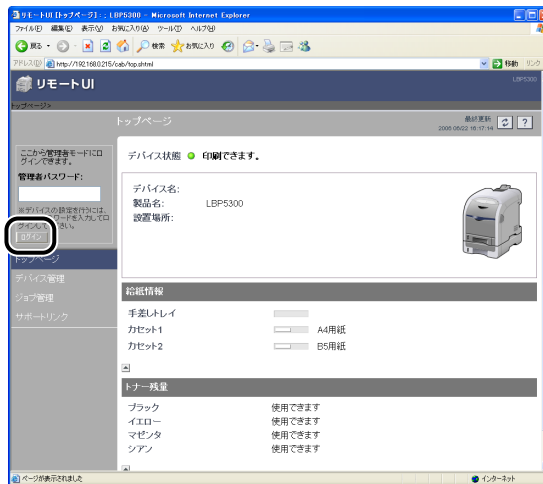 リモートUI [トップページ]: : LBP5300 - Microsoft Internet Explorer
ファイル(F) 編集(E) 表示(V) お気に入り(A) ツール(T) ヘルプ(H)
戻る 検索 お気に入り
アドレス(D) http://192.168.0.215/cab/top.shtml 移動 リンク
リモートUI
LBP5300
トップページ>
トップページ
最終更新
2006 06/22 16:17:14
ここから管理者モードにログインできます。
管理者パスワード:
※デバイスの設定を行うには、
ログイン
トップページ
デバイス管理
ジョブ管理
サポートリンク
デバイス状態 印刷できます。
デバイス名:
製品名: LBP5300
設置場所:
給紙情報
手差しトレイ
カセット1 A4用紙
カセット2 B5用紙
トナー残量
ブラック 使用できます
イエロー 使用できます
マゼンタ 使用できます
シアン 使用できます
ページが表示されました
インターネット